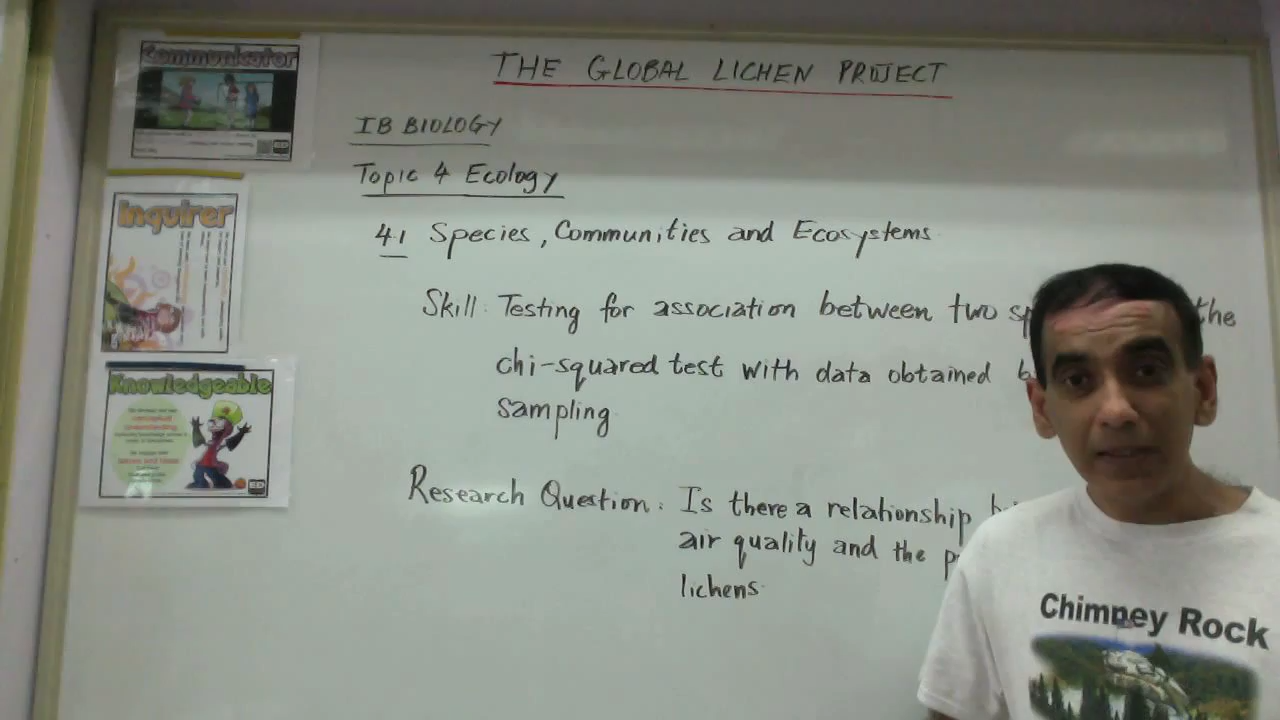 Communicator
Inquirer
Knowledgeable
THE GLOBAL LICHEN PROJECT
IB BIOLOGY
Topic 4 Ecology
4.1 Species, Communities and Ecosystems
Skill: Testing for association between two sp the
chi-squared test with data obtained b
sampling
Research Question: Is there a relationship b
air quality and the p
lichens
Chimney Rock